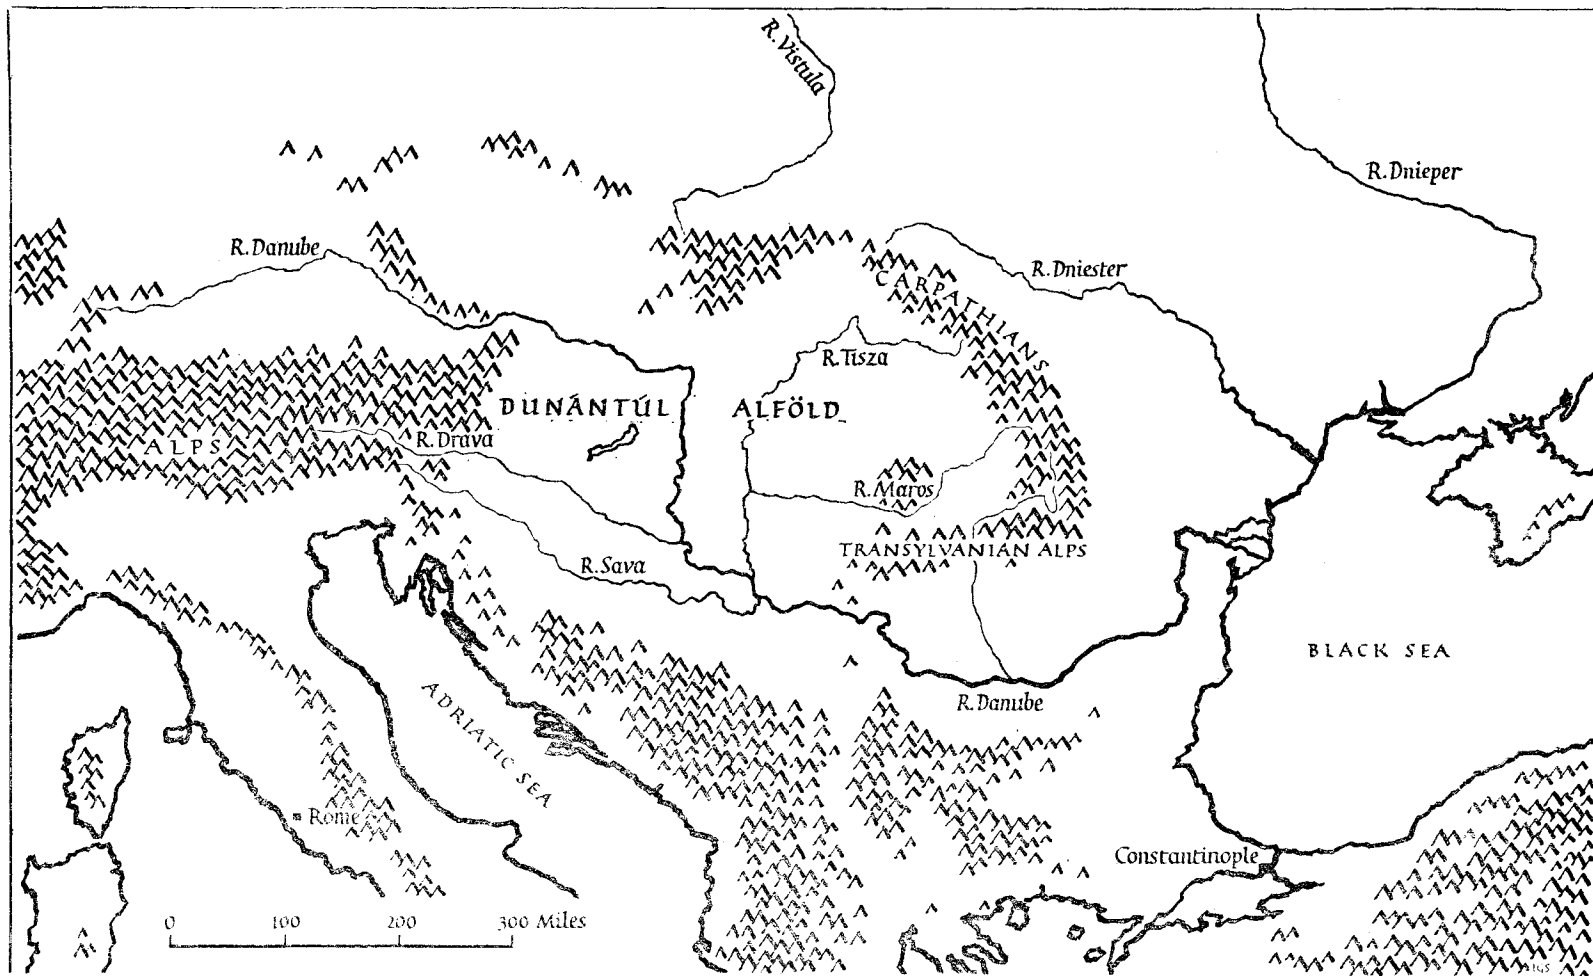 R. Vistula
R. Dnieper
R. Danube
R. Dniester
CARPATHIANS
R. Tisza
DUNÁNTÚL
ALFÖLD
ALPS
R. Drava
R. Maros
TRANSYLVANIAN ALPS
R. Sava
BLACK SEA
ADRIATIC SEA
R. Danube
Rome
Constantinople
0 100 200 300 Miles